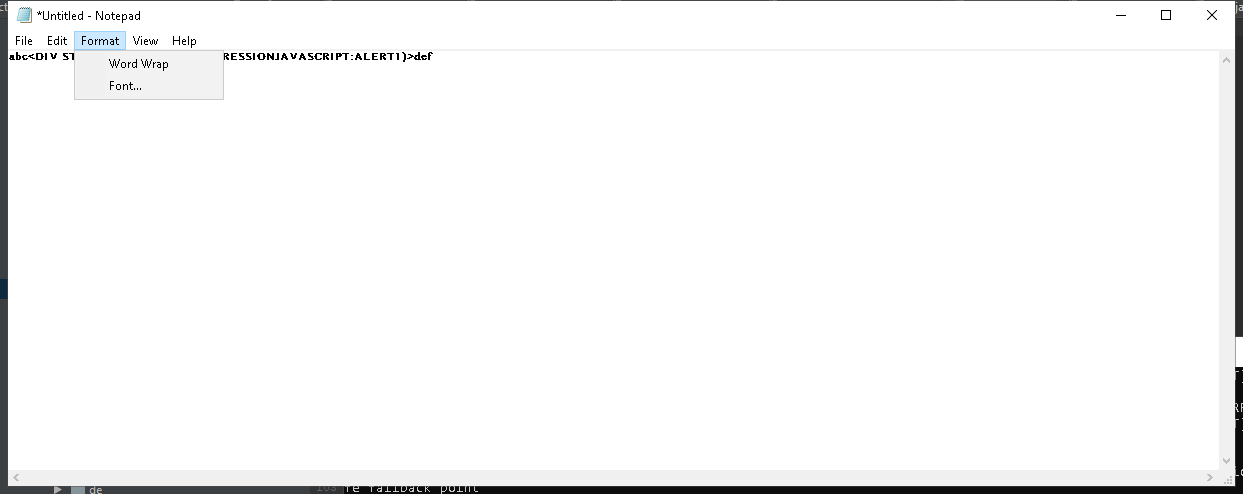 *Untitled - Notepad
File Edit Format View Help
abc<DIV ST RESSIONJAVASCRIPT:ALERT1)>def
Word Wrap
Font...
de
re fallback point